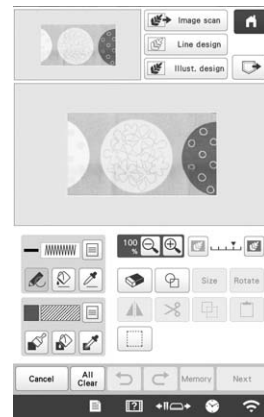 Image scan
Line design
Illust. design
100 %
Size
Rotate
Cancel
All
Clear
Memory
Next